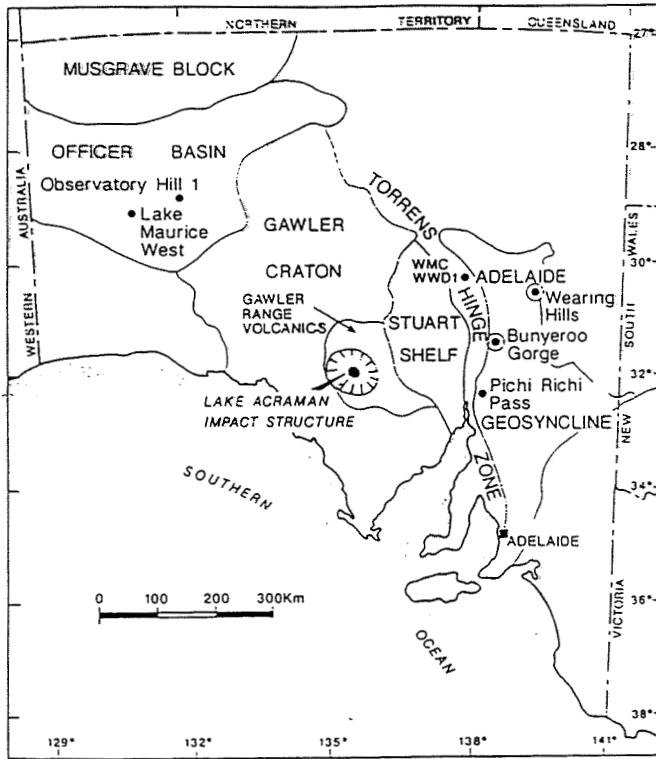 NORTHERN TERRITORY QUEENSLAND
27°
MUSGRAVE BLOCK
28°
OFFICER BASIN
Observatory Hill 1
Lake
Maurice
West
AUSTRALIA
WESTERN
GAWLER
CRATON
TORRENS
HINGE
ZONE
WALES
SOUTH
NEW
30°
WMC
WWD1
ADELAIDE
GEOSYNCLINE
Wearing
Hills
GAWLER
RANGE
VOLCANICS
STUART
SHELF
Bunyeroo
Gorge
32°
Pichi Richi
Pass
LAKE ACRAMAN
IMPACT STRUCTURE
SOUTHERN
OCEAN
34°
ADELAIDE
VICTORIA
36°
0 100 200 300Km
38°
129° 132° 135° 138° 141°